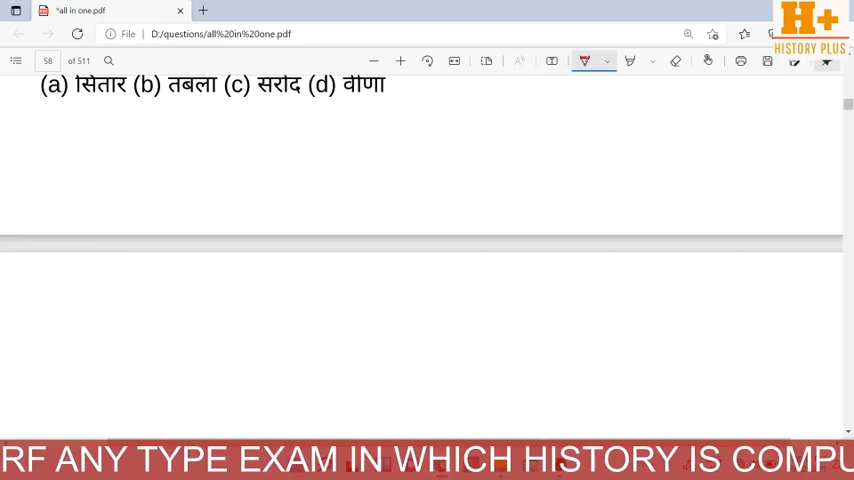 *all in one.pdf
H+
File
D:/questions/all%20in%20one.pdf
HISTORY PLUS
58 of 511
(a) सितार (b) तबला (c) सरोद (d) वीणा
RF ANY TYPE EXAM IN WHICH HISTORY IS COMPU